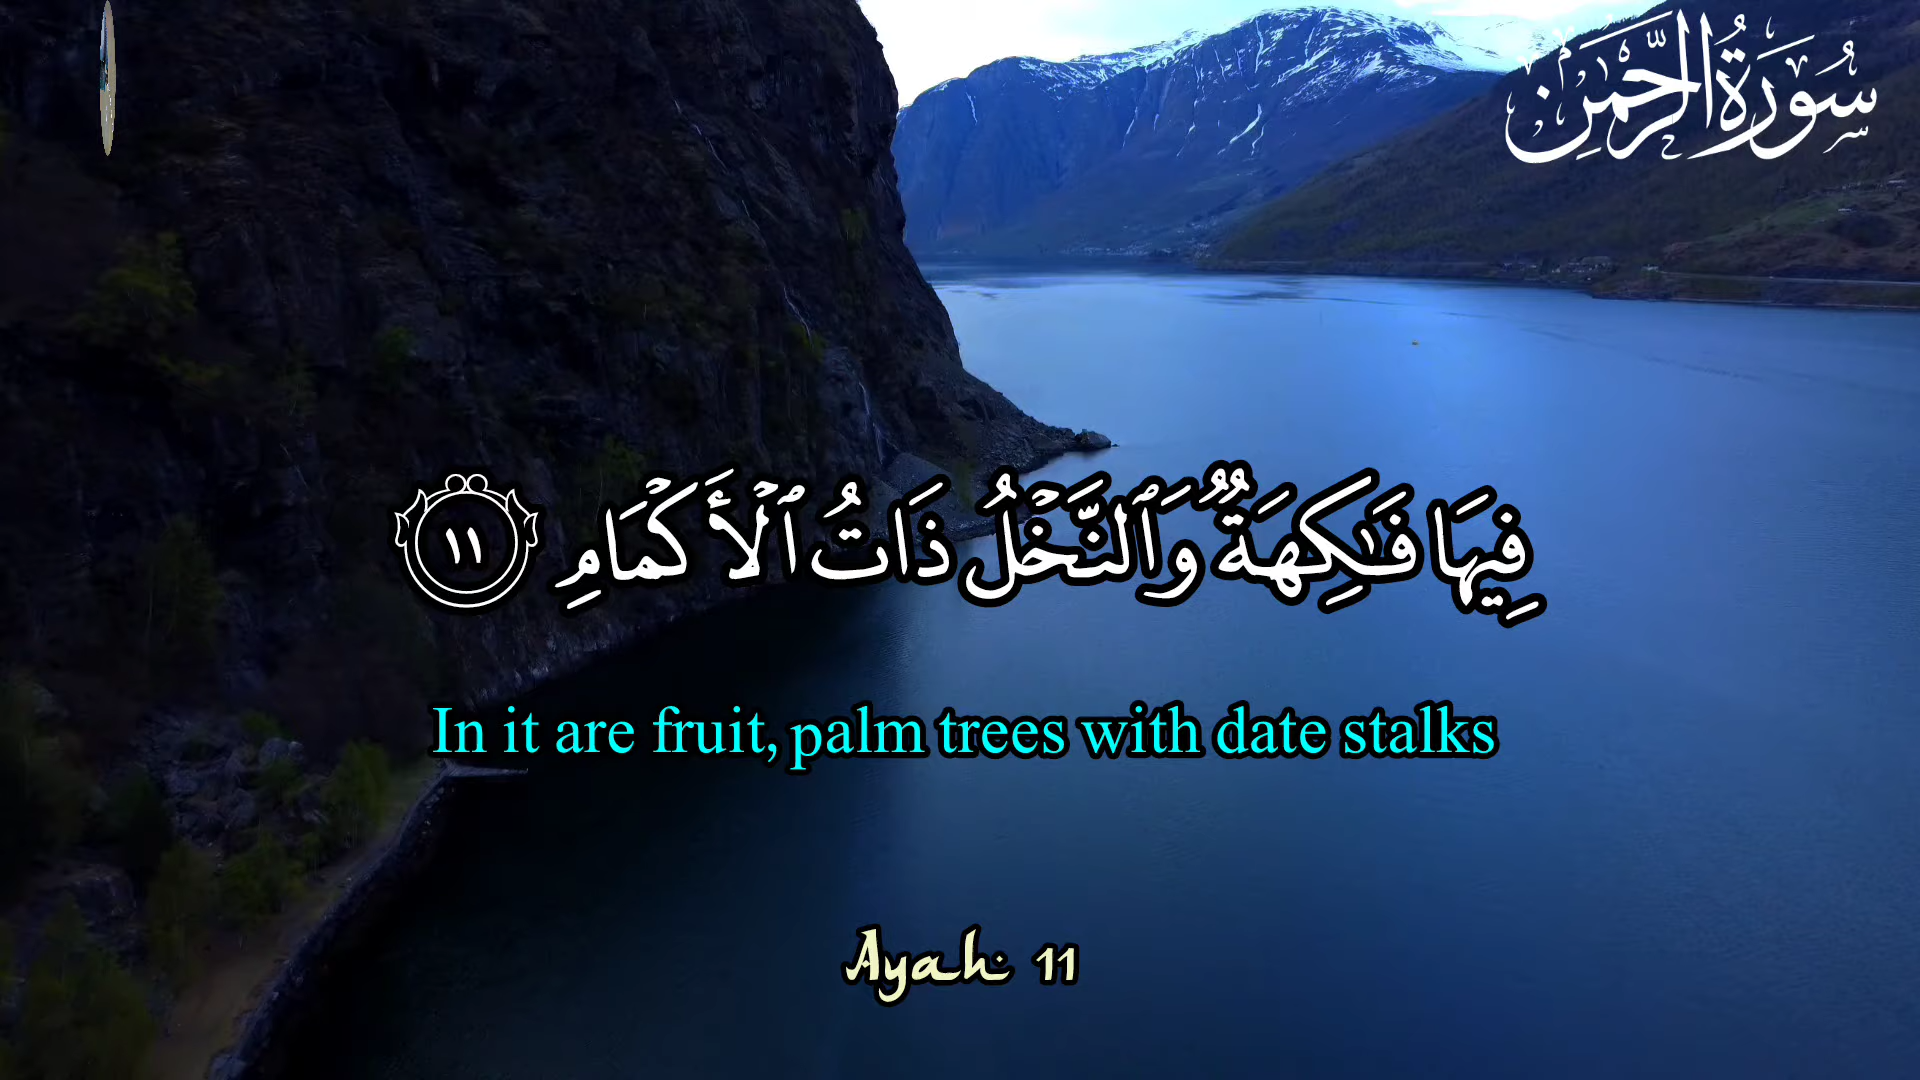 سُورَةُ الرَّحْمَٰنِ
فِيهَا فَـٰكِهَةٌۭ وَٱلنَّخْلُ ذَاتُ ٱلْأَكْمَامِ ١١
In it are fruit, palm trees with date stalks
Ayah 11